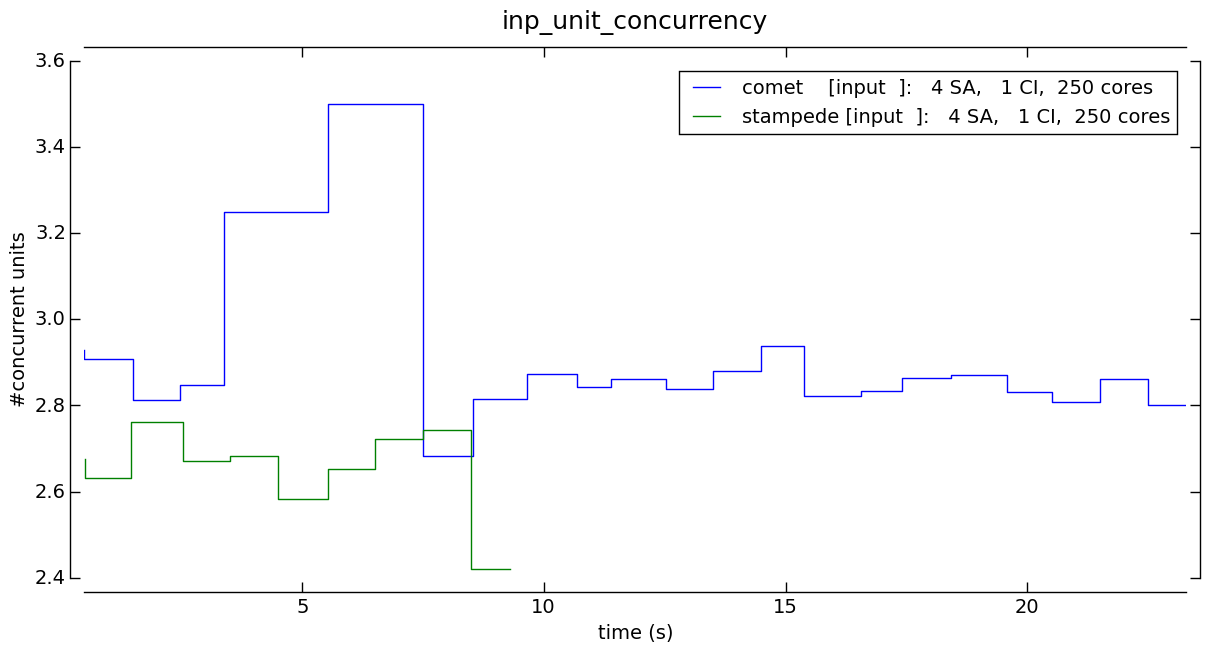 inp_unit_concurrency
3.6
3.4
3.2
3.0
2.8
2.6
2.4
#concurrent units
comet [input ]: 4 SA, 1 CI, 250 cores
stampede [input ]: 4 SA, 1 CI, 250 cores
5 10 15 20
time (s)